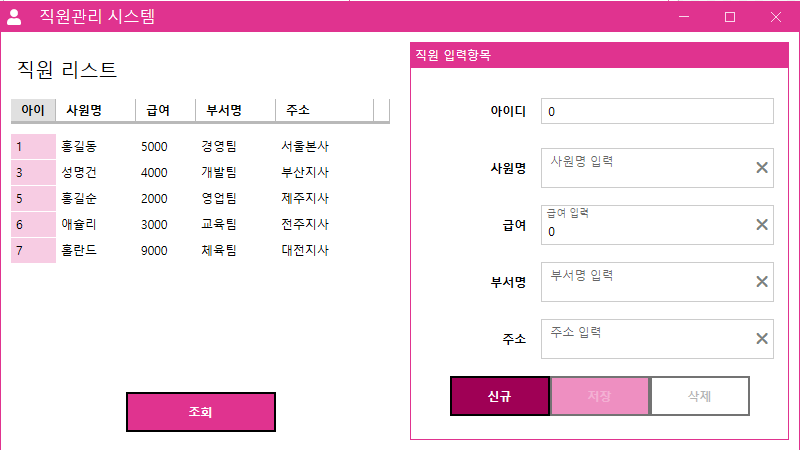 직원관리 시스템
직원 리스트
아이 사원명 급여 부서명 주소
1 홍길동 5000 경영팀 서울본사
3 성명건 4000 개발팀 부산지사
5 홍길순 2000 영업팀 제주지사
6 애슐리 3000 교육팀 전주지사
7 홀란드 9000 체육팀 대전지사
조회
직원 입력항목
아이디 0
사원명 사원명 입력
급여 급여 입력
0
부서명 부서명 입력
주소 주소 입력
신규 저장 삭제